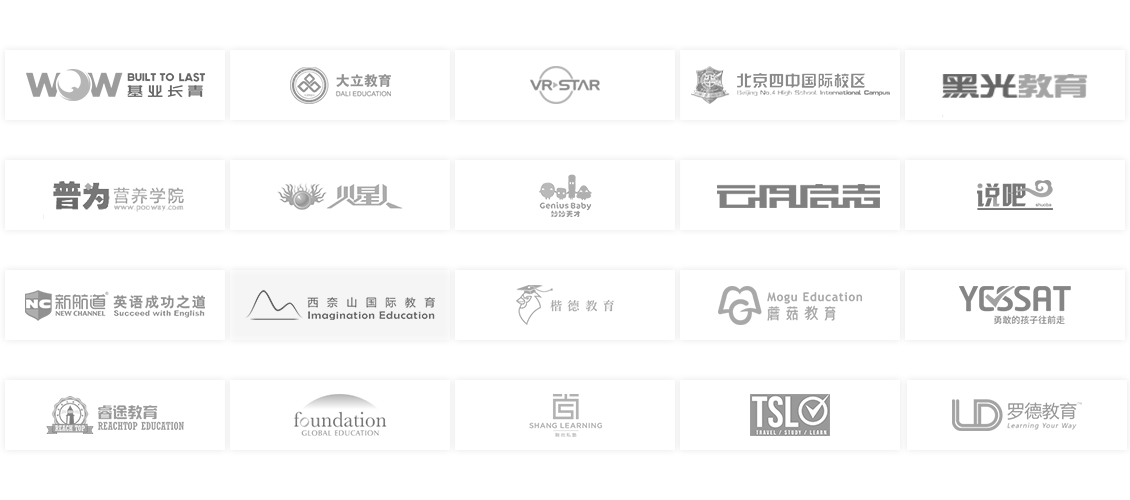 WOW BUILT TO LAST
基业长青
大立教育
DALI EDUCATION
VR STAR
北京四中国际校区
Beijing No.4 High School International Campus
黑光教育
普为 营养学院
www.pooway.com
火星人
Genius Baby
妙妙天才
说吧
shuoba
NC 新航道 英语成功之道
NEW CHANNEL Succeed with English
西奈山国际教育
Imagination Education
楷德教育
Mogu Education
蘑菇教育
YESSAT
勇敢的孩子往前走
睿途教育
REACH TOP REACHTOP EDUCATION
foundation
GLOBAL EDUCATION
SHANG LEARNING
TSL
TRAVEL / STUDY / LEARN
LD 罗德教育™
Learning Your Way